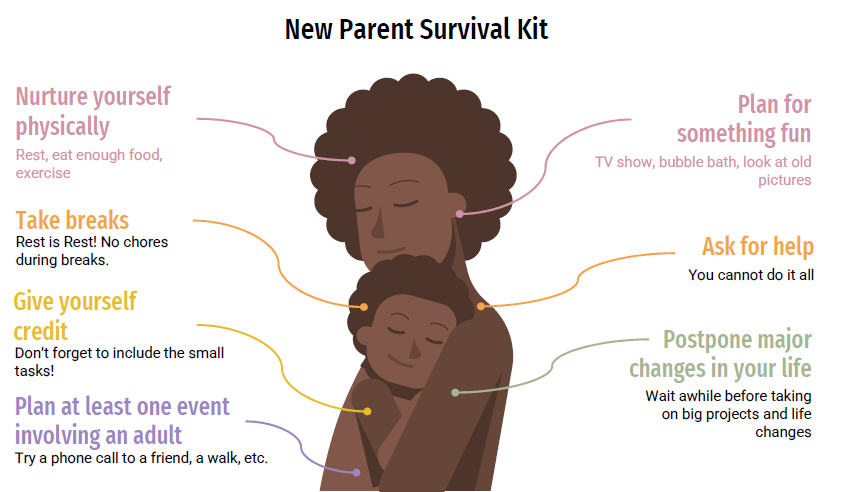 New Parent Survival Kit
Nurture yourself
physically
Rest, eat enough food,
exercise
Take breaks
Rest is Rest! No chores
during breaks.
Give yourself
credit
Don't forget to include the small
tasks!
Plan at least one event
involving an adult
Try a phone call to a friend, a walk, etc.
Plan for
something fun
TV show, bubble bath, look at old
pictures
Ask for help
You cannot do it all
Postpone major
changes in your life
Wait awhile before taking
on big projects and life
changes